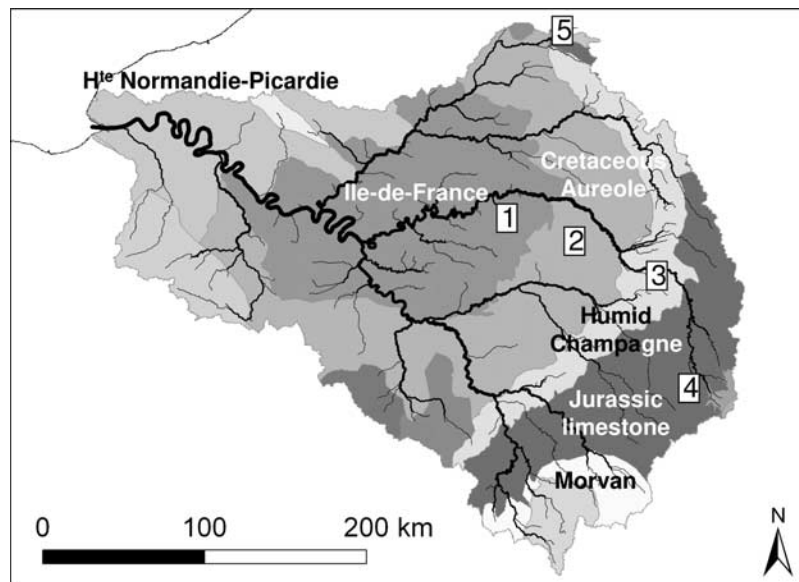 5
Hte Normandie-Picardie
Cretaceous
Aureole
Ile-de-France
1
2
3
Humid
Champagne
4
Jurassic
limestone
Morvan
0 100 200 km
N